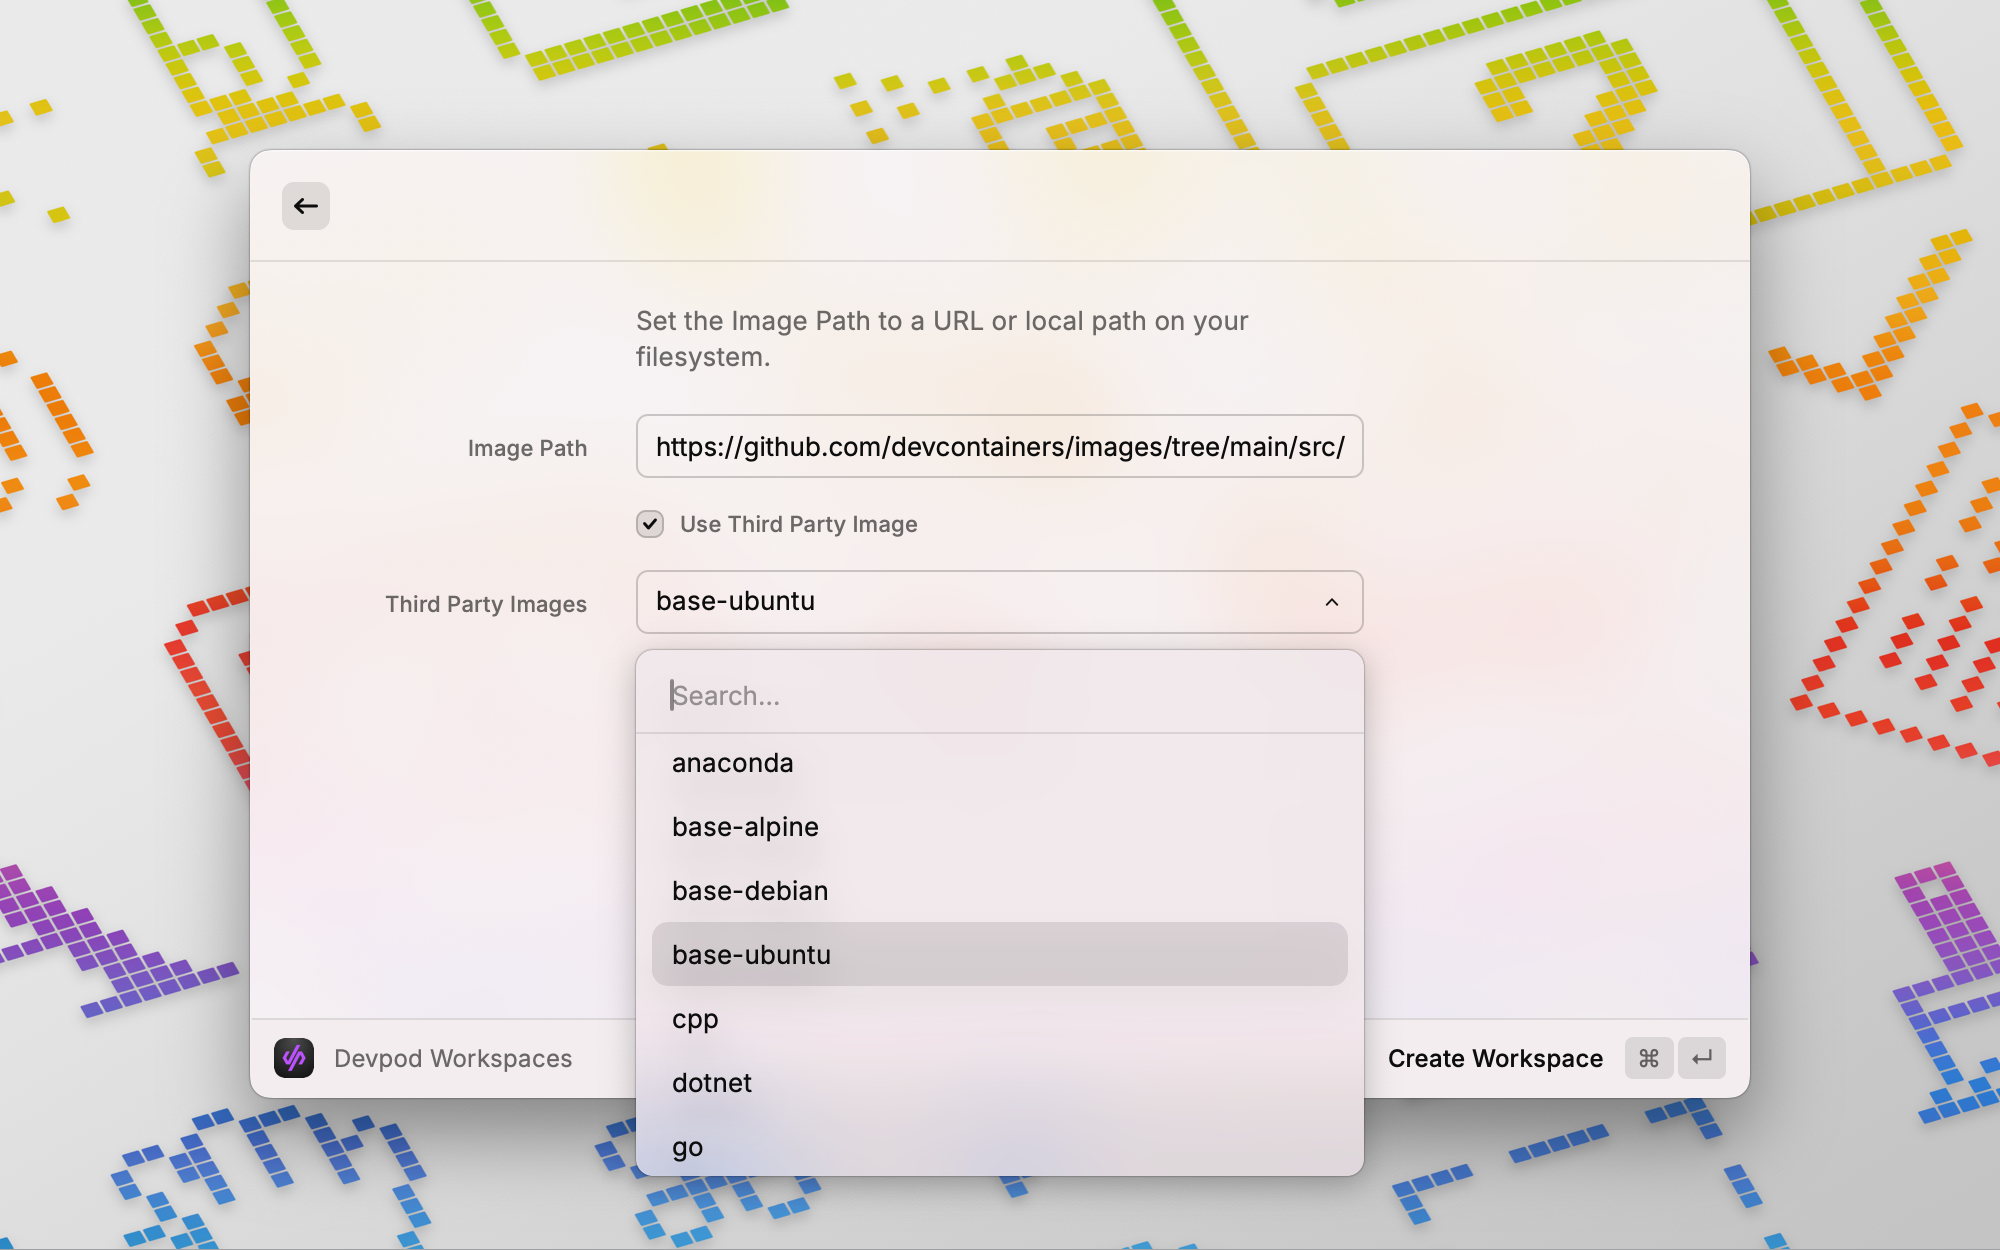 Set the Image Path to a URL or local path on your
filesystem.
Image Path
https://github.com/devcontainers/images/tree/main/src/
Use Third Party Image
Third Party Images
base-ubuntu
Search...
anaconda
base-alpine
base-debian
base-ubuntu
cpp
dotnet
go
Devpod Workspaces
Create Workspace ⌘ ↵